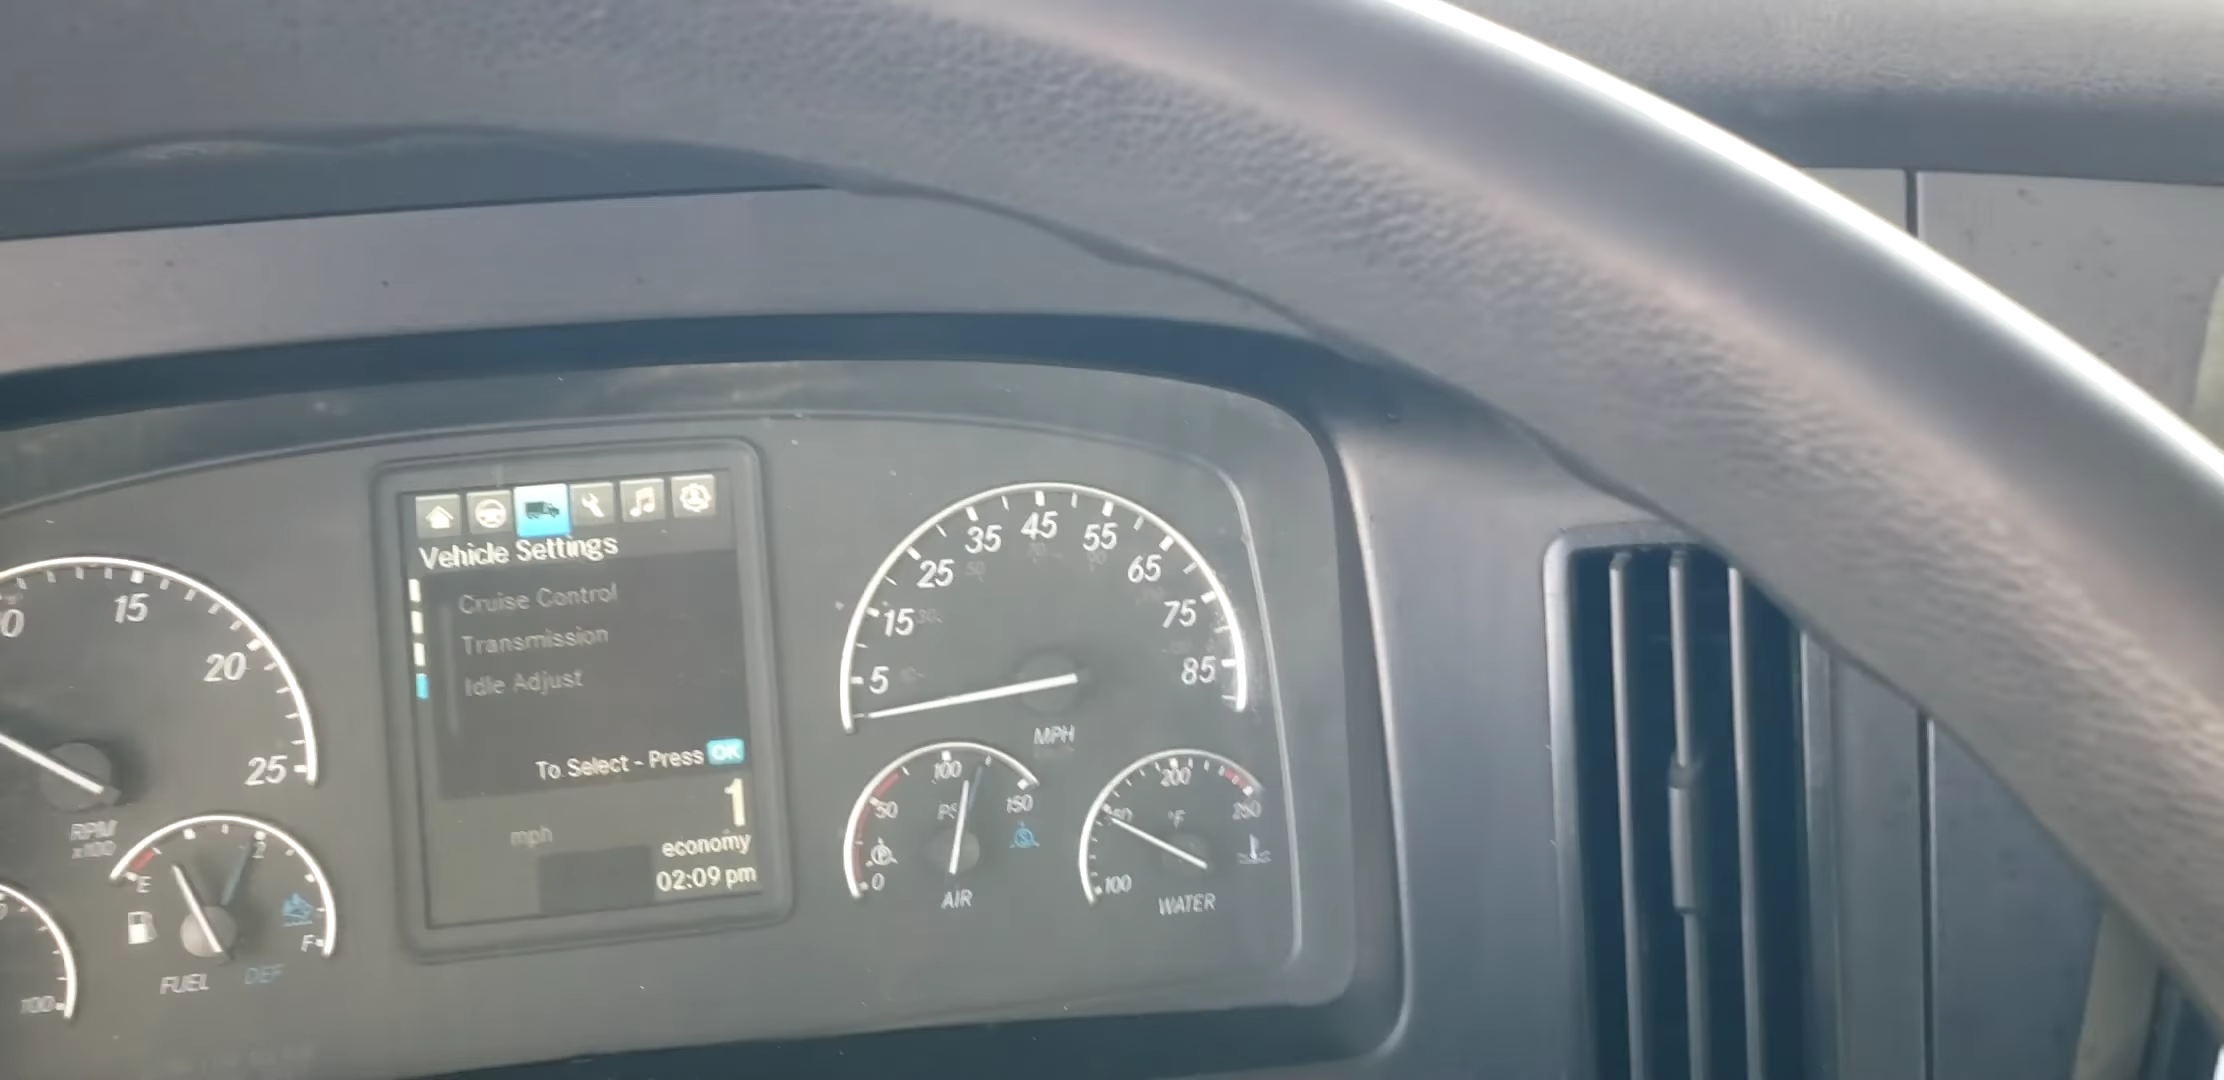 Vehicle Settings
Cruise Control
Transmission
Idle Adjust
To Select - Press OK
1
mph
economy
02:09 pm
15
20
25
RPM
x100
E
2
F
FUEL
DEF
100
5
15
25
35
45
55
65
75
85
MPH
0
50
100
150
AIR
100
200
250
°F
WATER